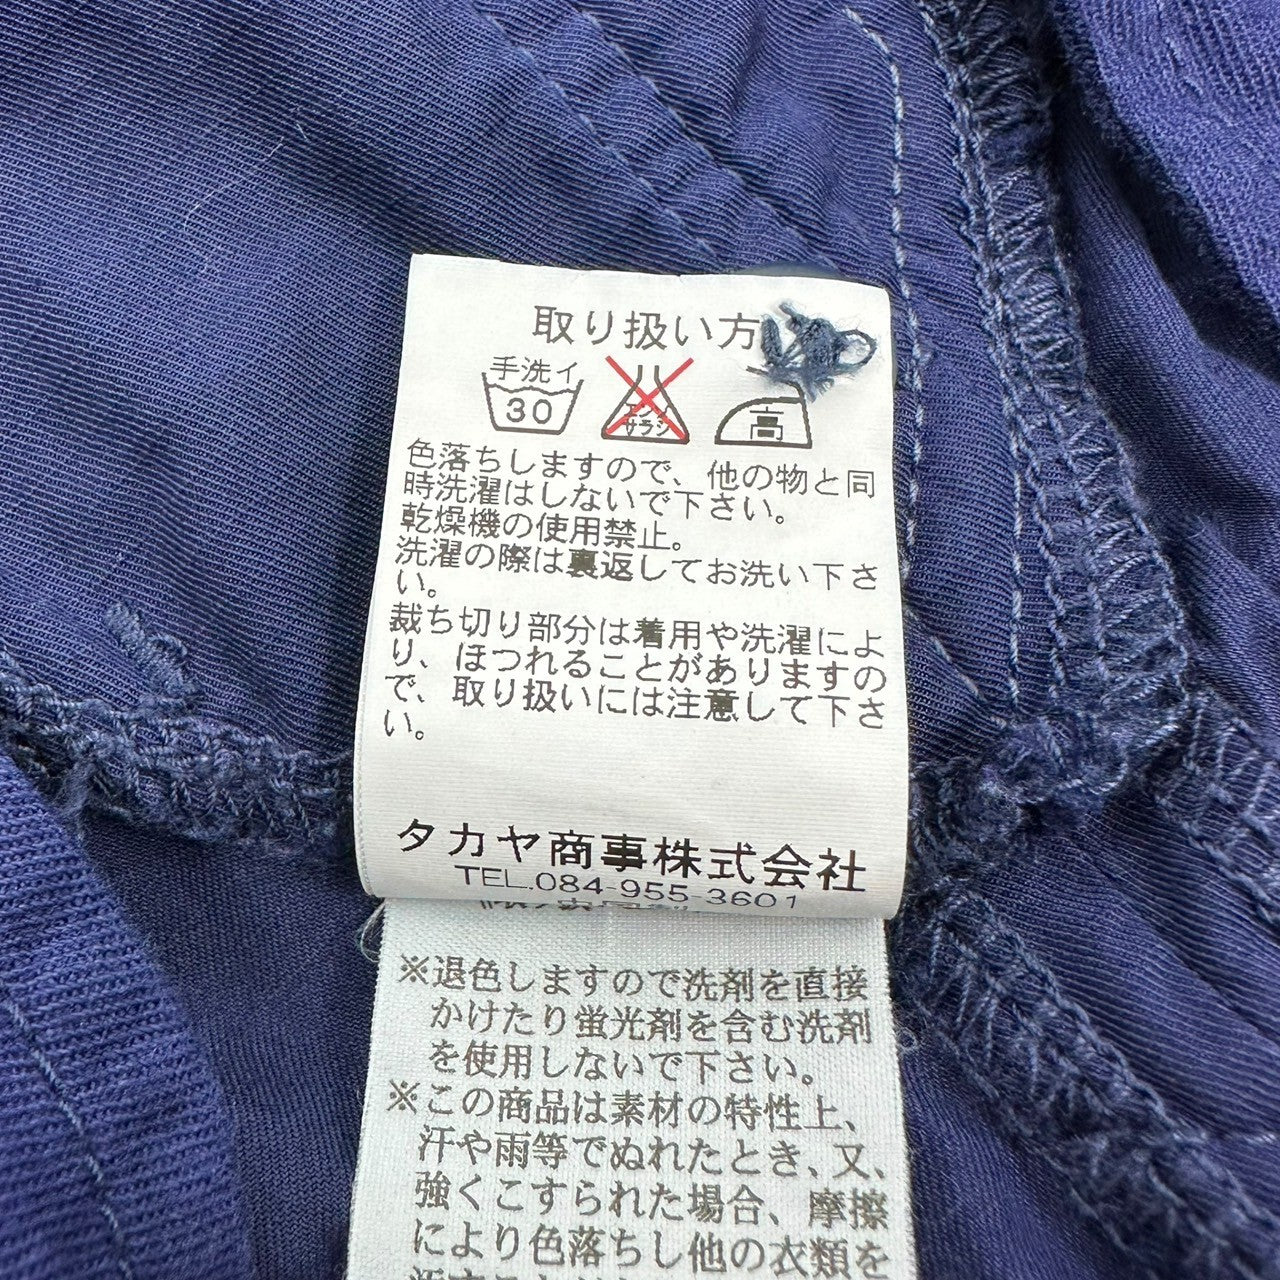 取り扱い方
手洗イ
30
エンソ
サラシ
高
色落ちしますので、他の物と同
時洗濯はしないで下さい。
乾燥機の使用禁止。
洗濯の際は裏返してお洗い下さ
い。
裁ち切り部分は着用や洗濯によ
り、ほつれることがありますの
で、取り扱いには注意して下さ
い。
タカヤ商事株式会社
TEL.084-955-3601
※退色しますので洗剤を直接
かけたり蛍光剤を含む洗剤
を使用しないで下さい。
※この商品は素材の特性上、
汗や雨等でぬれたとき、又、
強くこすられた場合、摩擦
により色落ちし他の衣類を